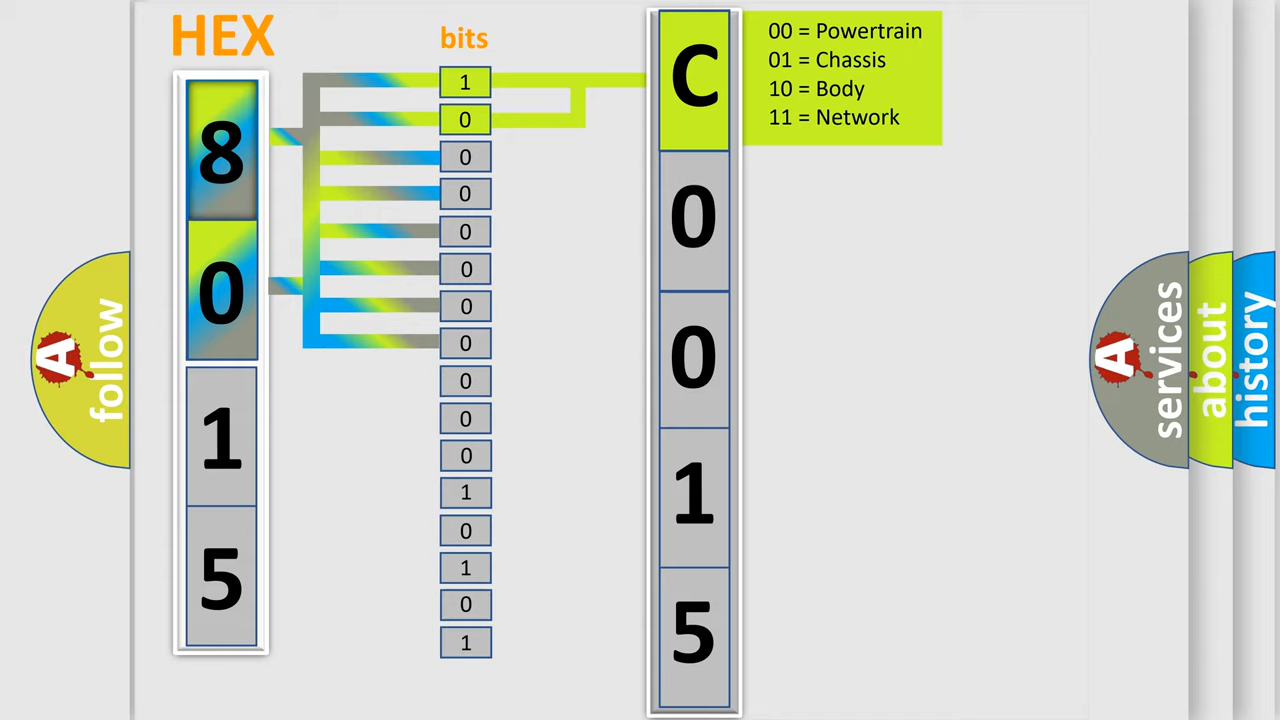 HEX
bits
8
0
1
5
1
0
0
0
0
0
0
0
0
0
0
1
0
1
0
1
C
0
0
1
5
00 = Powertrain
01 = Chassis
10 = Body
11 = Network
A
follow
A
services
about
history